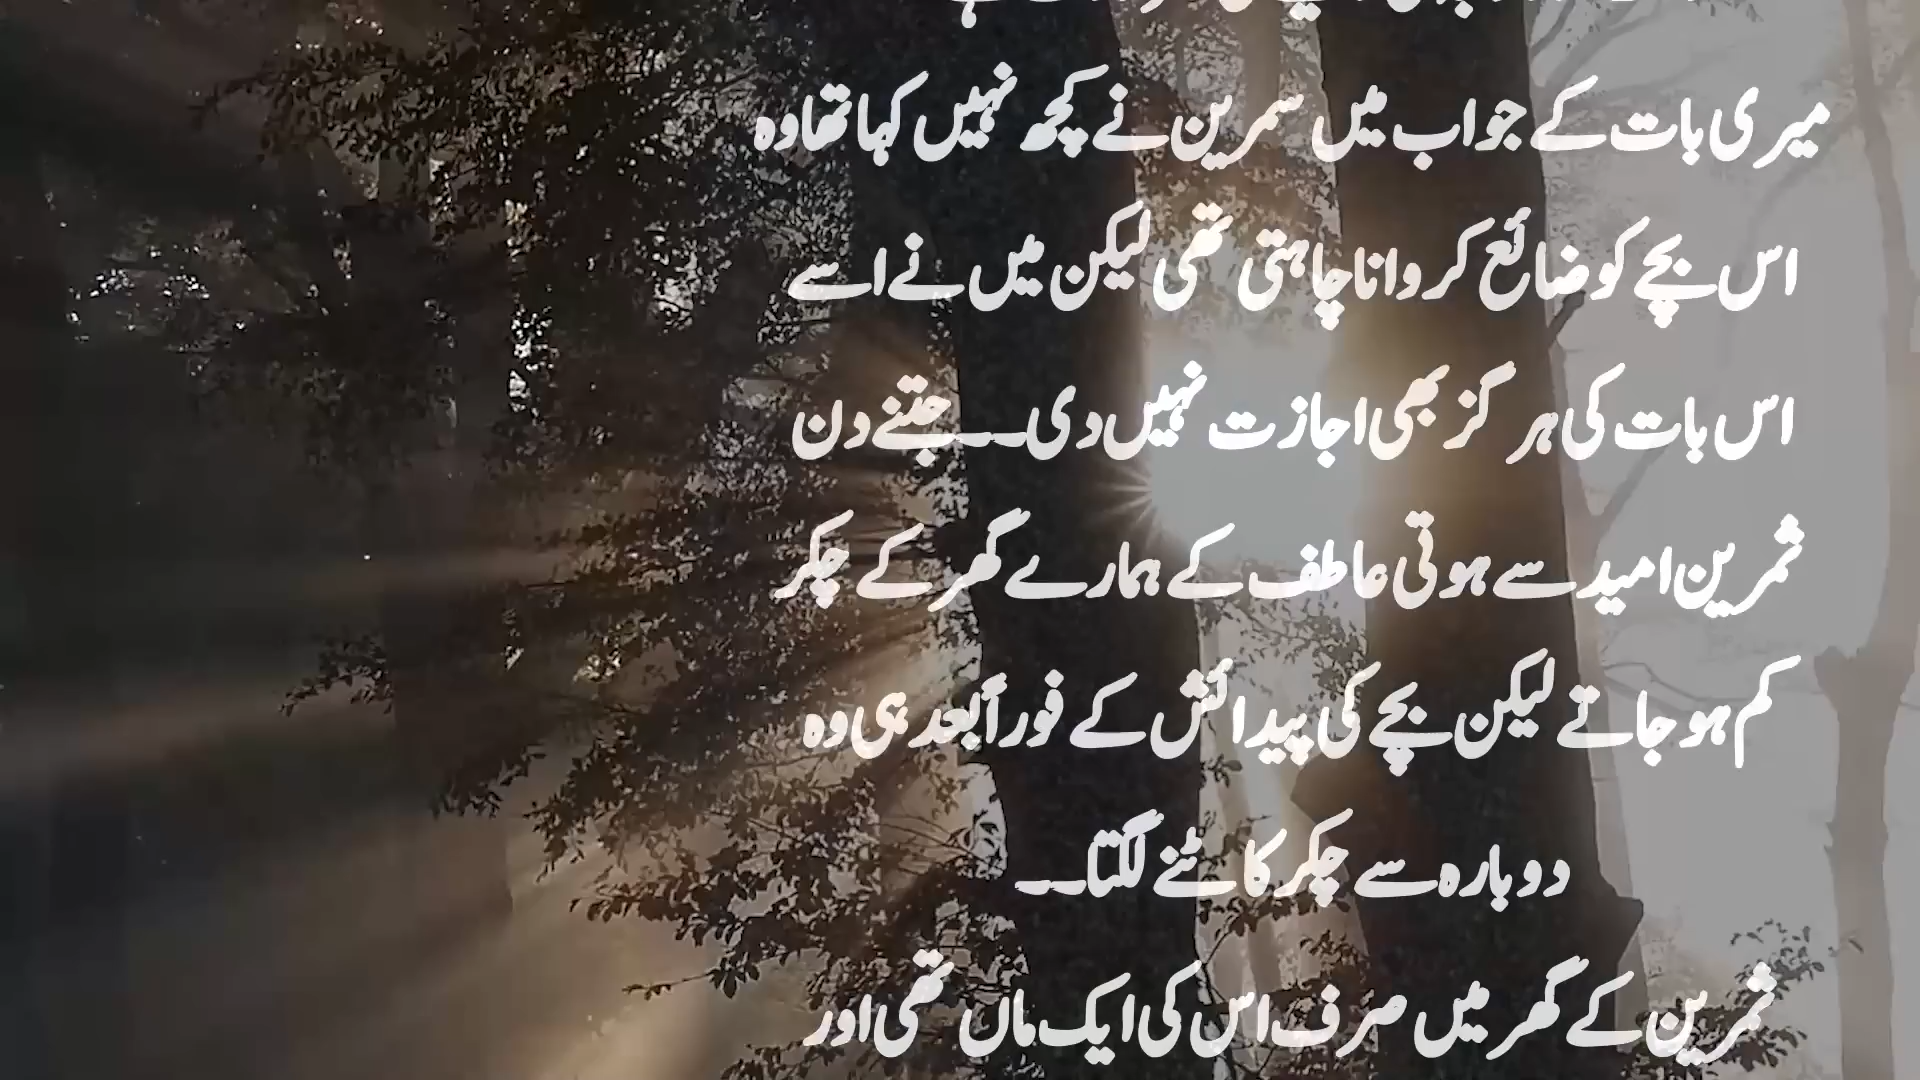 میری بات کے جواب میں سمرین نے کچھ نہیں کہا تھا وہ
اس بچے کو ضائع کروانا چاہتی تھی لیکن میں نے اسے
اس بات کی ہر گز بھی اجازت نہیں دی۔۔۔ جتنے دن
ثمرین امید سے ہوتی عاطف کے ہمارے گھر کے چکر
کم ہو جاتے لیکن بچے کی پیدائش کے فوراً بعد ہی وہ
دوبارہ سے چکر کاٹنے لگتا۔۔
ثمرین کے گھر میں صرف اس کی ایک ماں تھی اور